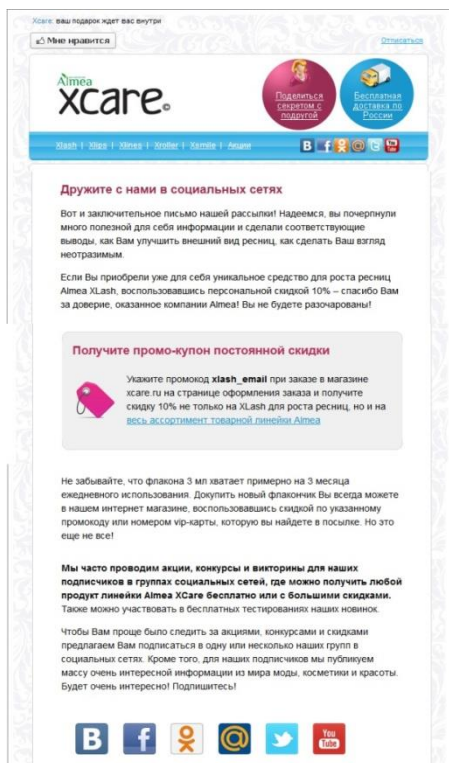 Xcare: ваш подарок ждет вас внутри
Мне нравится
Отписаться
Almea
xcare
Поделиться
секретом с
подругой
Бесплатная
доставка по
России
Xlash | Xlips | Xlines | Xroller | Xsmile | Акции
Дружите с нами в социальных сетях
Вот и заключительное письмо нашей рассылки! Надеемся, вы почерпнули
много полезной для себя информации и сделали соответствующие
выводы, как Вам улучшить внешний вид ресниц, как сделать Ваш взгляд
неотразимым.
Если Вы приобрели уже для себя уникальное средство для роста ресниц
Almea XLash, воспользовавшись персональной скидкой 10% – спасибо Вам
за доверие, оказанное компании Almea! Вы не будете разочарованы!
Получите промо-купон постоянной скидки
Укажите промокод xlash_email при заказе в магазине
xcare.ru на странице оформления заказа и получите
скидку 10% не только на XLash для роста ресниц, но и на
весь ассортимент товарной линейки Almea
Не забывайте, что флакона 3 мл хватает примерно на 3 месяца
ежедневного использования. Докупить новый флакончик Вы всегда можете
в нашем интернет магазине, воспользовавшись скидкой по указанному
промокоду или номером vip-карты, которую вы найдете в посылке. Но это
еще не все!
Мы часто проводим акции, конкурсы и викторины для наших
подписчиков в группах социальных сетей, где можно получить любой
продукт линейки Almea XCare бесплатно или с большими скидками.
Также можно участвовать в бесплатных тестированиях наших новинок.
Чтобы Вам проще было следить за акциями, конкурсами и скидками
предлагаем Вам подписаться в одну или несколько наших групп в
социальных сетях. Кроме того, для наших подписчиков мы публикуем
массу очень интересной информации из мира моды, косметики и красоты.
Будет очень интересно! Подпишитесь!
You
Tube